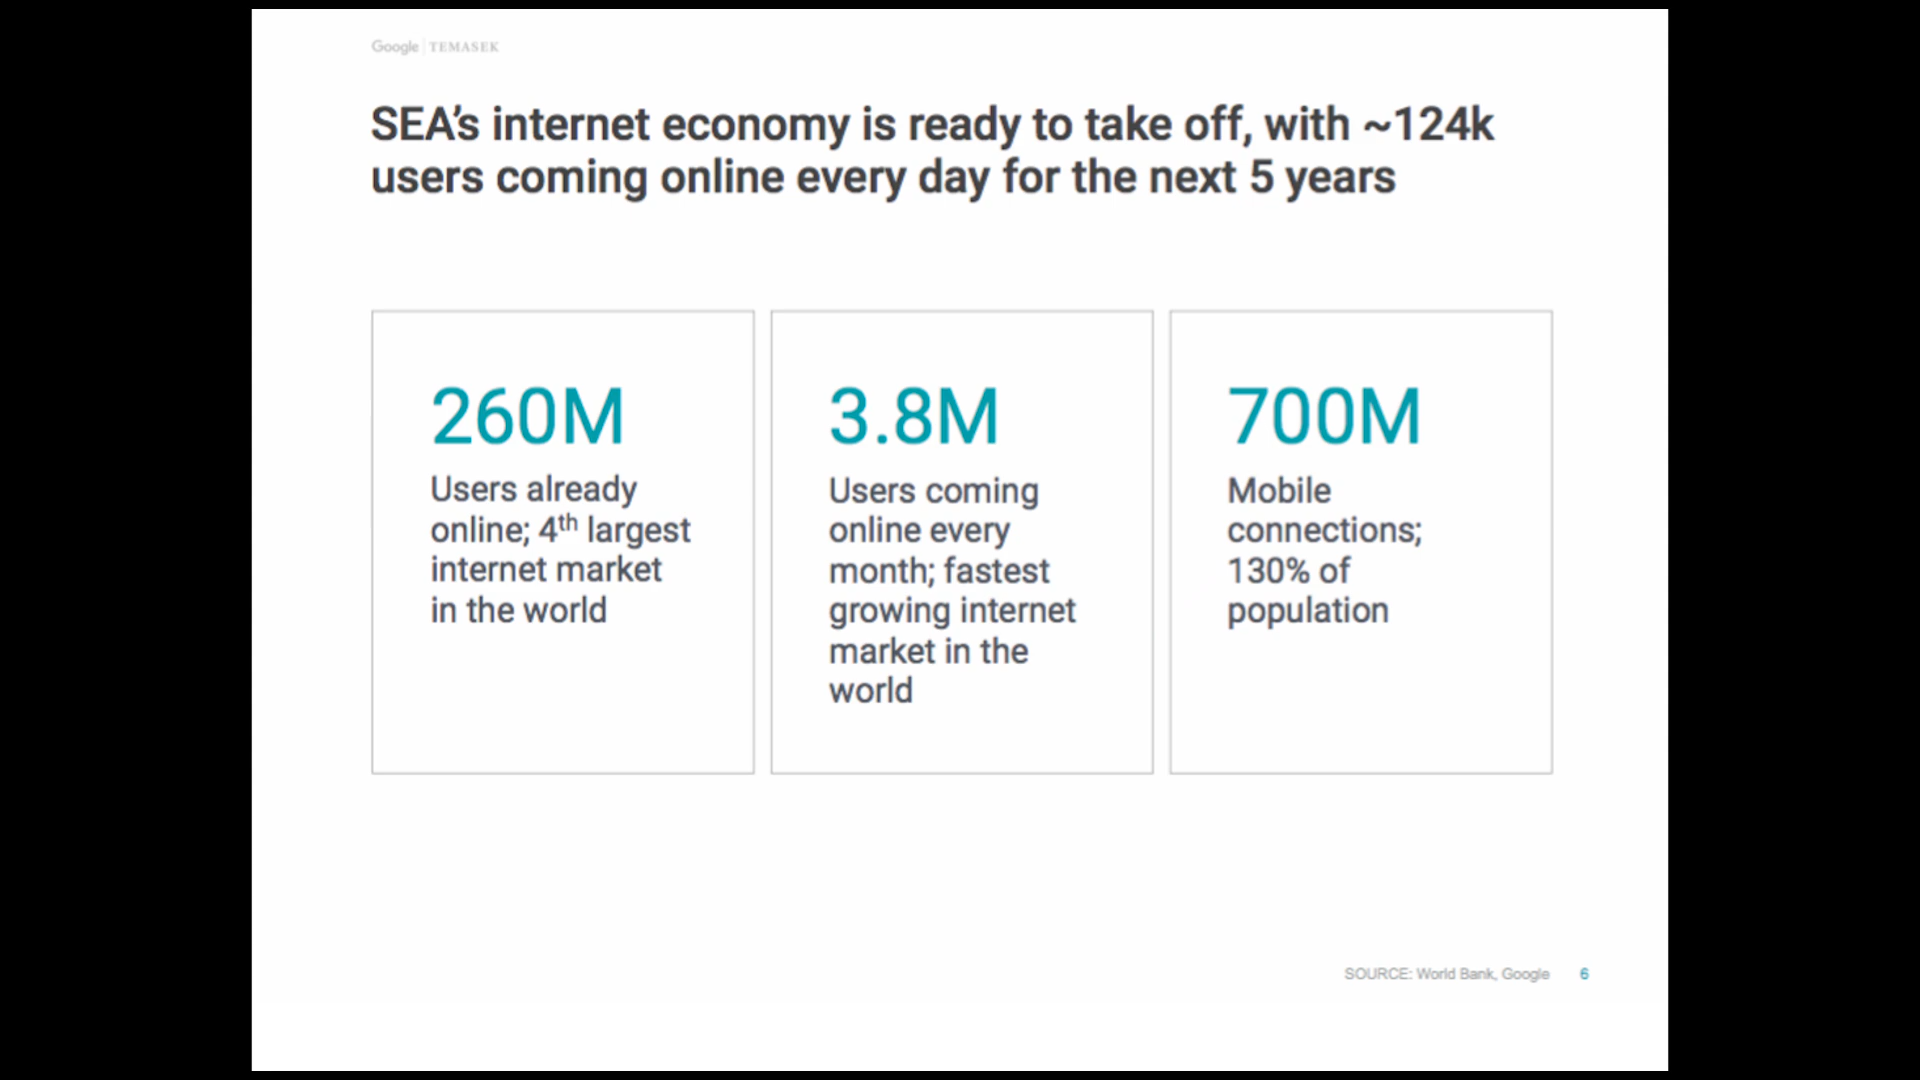 Google | TEMASEK
SEA’s internet economy is ready to take off, with ~124k
users coming online every day for the next 5 years
260M
Users already
online; 4th largest
internet market
in the world
3.8M
Users coming
online every
month; fastest
growing internet
market in the
world
700M
Mobile
connections;
130% of
population
SOURCE: World Bank, Google 6